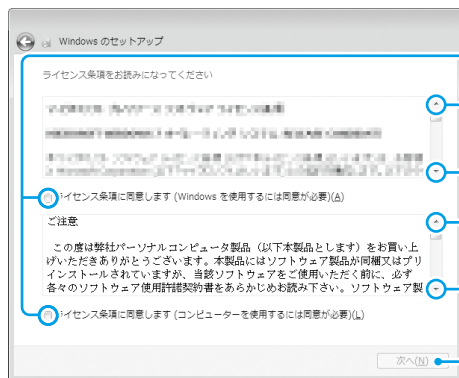 Windows のセットアップ
ライセンス条項をお読みになってください
ライセンス条項に同意します (Windows を使用するには同意が必要)(A)
ご注意
この度は弊社パーソナルコンピュータ製品（以下本製品とします）をお買い上
げいただきありがとうございます。本製品にはソフトウェア製品が同梱又はプリ
インストールされていますが、当該ソフトウェアをご使用いただく前に、必ず
各々のソフトウェア使用許諾契約書をあらかじめお読み下さい。ソフトウェア製
ライセンス条項に同意します (コンピューターを使用するには同意が必要)(L)
次へ(N)